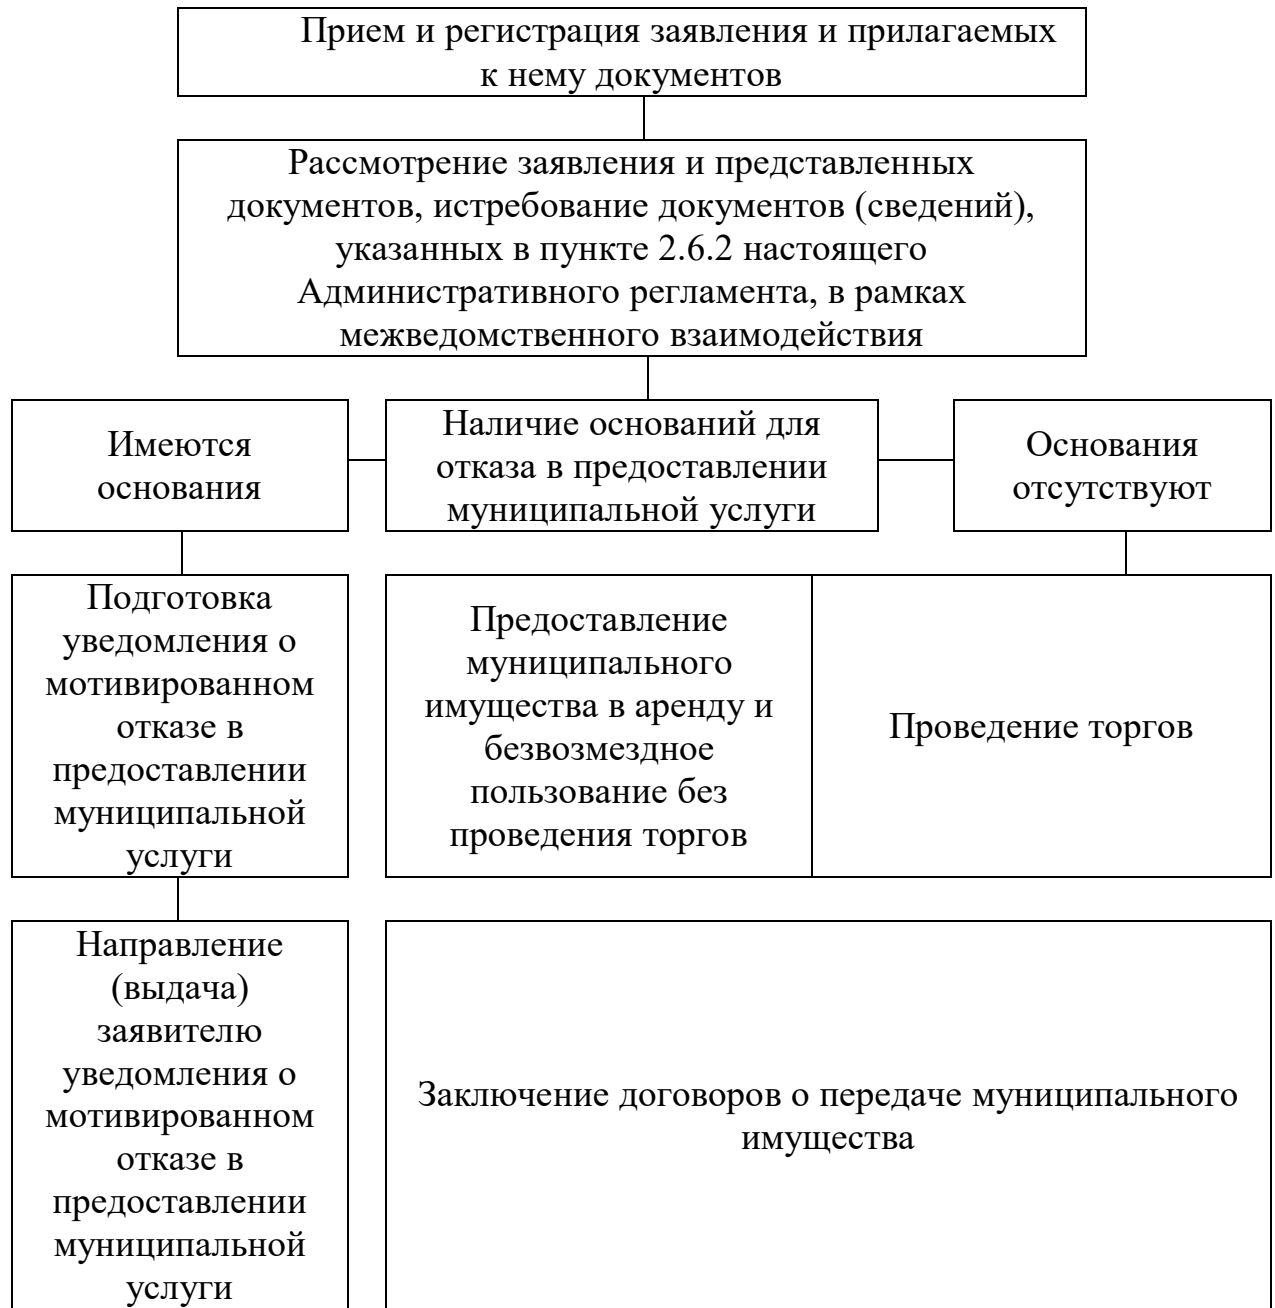 Прием и регистрация заявления и прилагаемых
к нему документов
Рассмотрение заявления и представленных
документов, истребование документов (сведений),
указанных в пункте 2.6.2 настоящего
Административного регламента, в рамках
межведомственного взаимодействия
Имеются
основания
Наличие оснований для
отказа в предоставлении
муниципальной услуги
Основания
отсутствуют
Подготовка
уведомления о
мотивированном
отказе в
предоставлении
муниципальной
услуги
Предоставление
муниципального
имущества в аренду и
безвозмездное
пользование без
проведения торгов
Проведение торгов
Направление
(выдача)
заявителю
уведомления о
мотивированном
отказе в
предоставлении
муниципальной
услуги
Заключение договоров о передаче муниципального
имущества